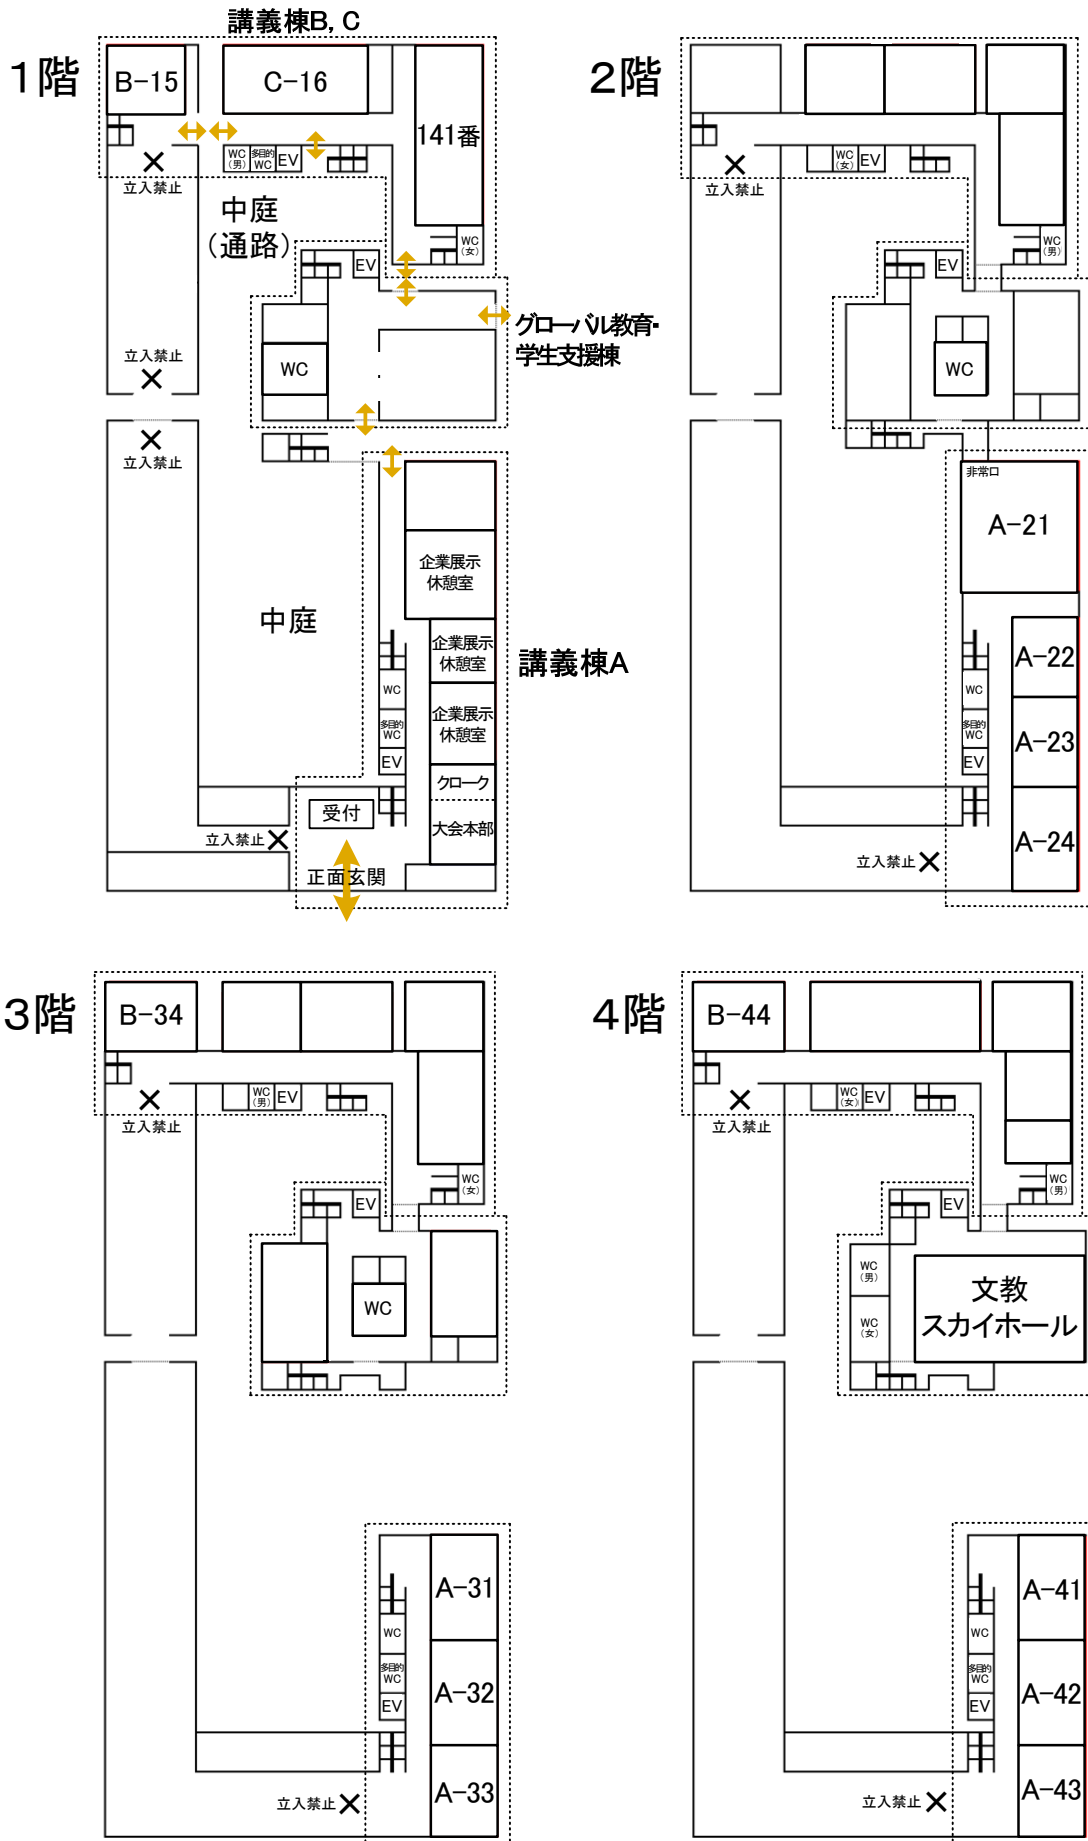 講義棟B, C
1階
B-15
C-16
141番
WC
(男)
多目的
WC
EV
立入禁止
中庭
(通路)
WC
(女)
EV
グローバル教育・
学生支援棟
立入禁止
WC
立入禁止
企業展示
休憩室
中庭
企業展示
休憩室
講義棟A
WC
企業展示
休憩室
多目的
WC
EV
クローク
受付
大会本部
立入禁止
正面玄関
2階
WC
(女)
EV
立入禁止
WC
(男)
EV
WC
非常口
A-21
A-22
WC
多目的
WC
A-23
EV
A-24
立入禁止
3階
B-34
WC
(男)
EV
立入禁止
WC
(女)
EV
WC
A-31
WC
多目的
WC
A-32
EV
A-33
立入禁止
4階
B-44
WC
(女)
EV
立入禁止
WC
(男)
EV
WC
(男)
文教
スカイホール
WC
(女)
A-41
WC
多目的
WC
A-42
EV
A-43
立入禁止